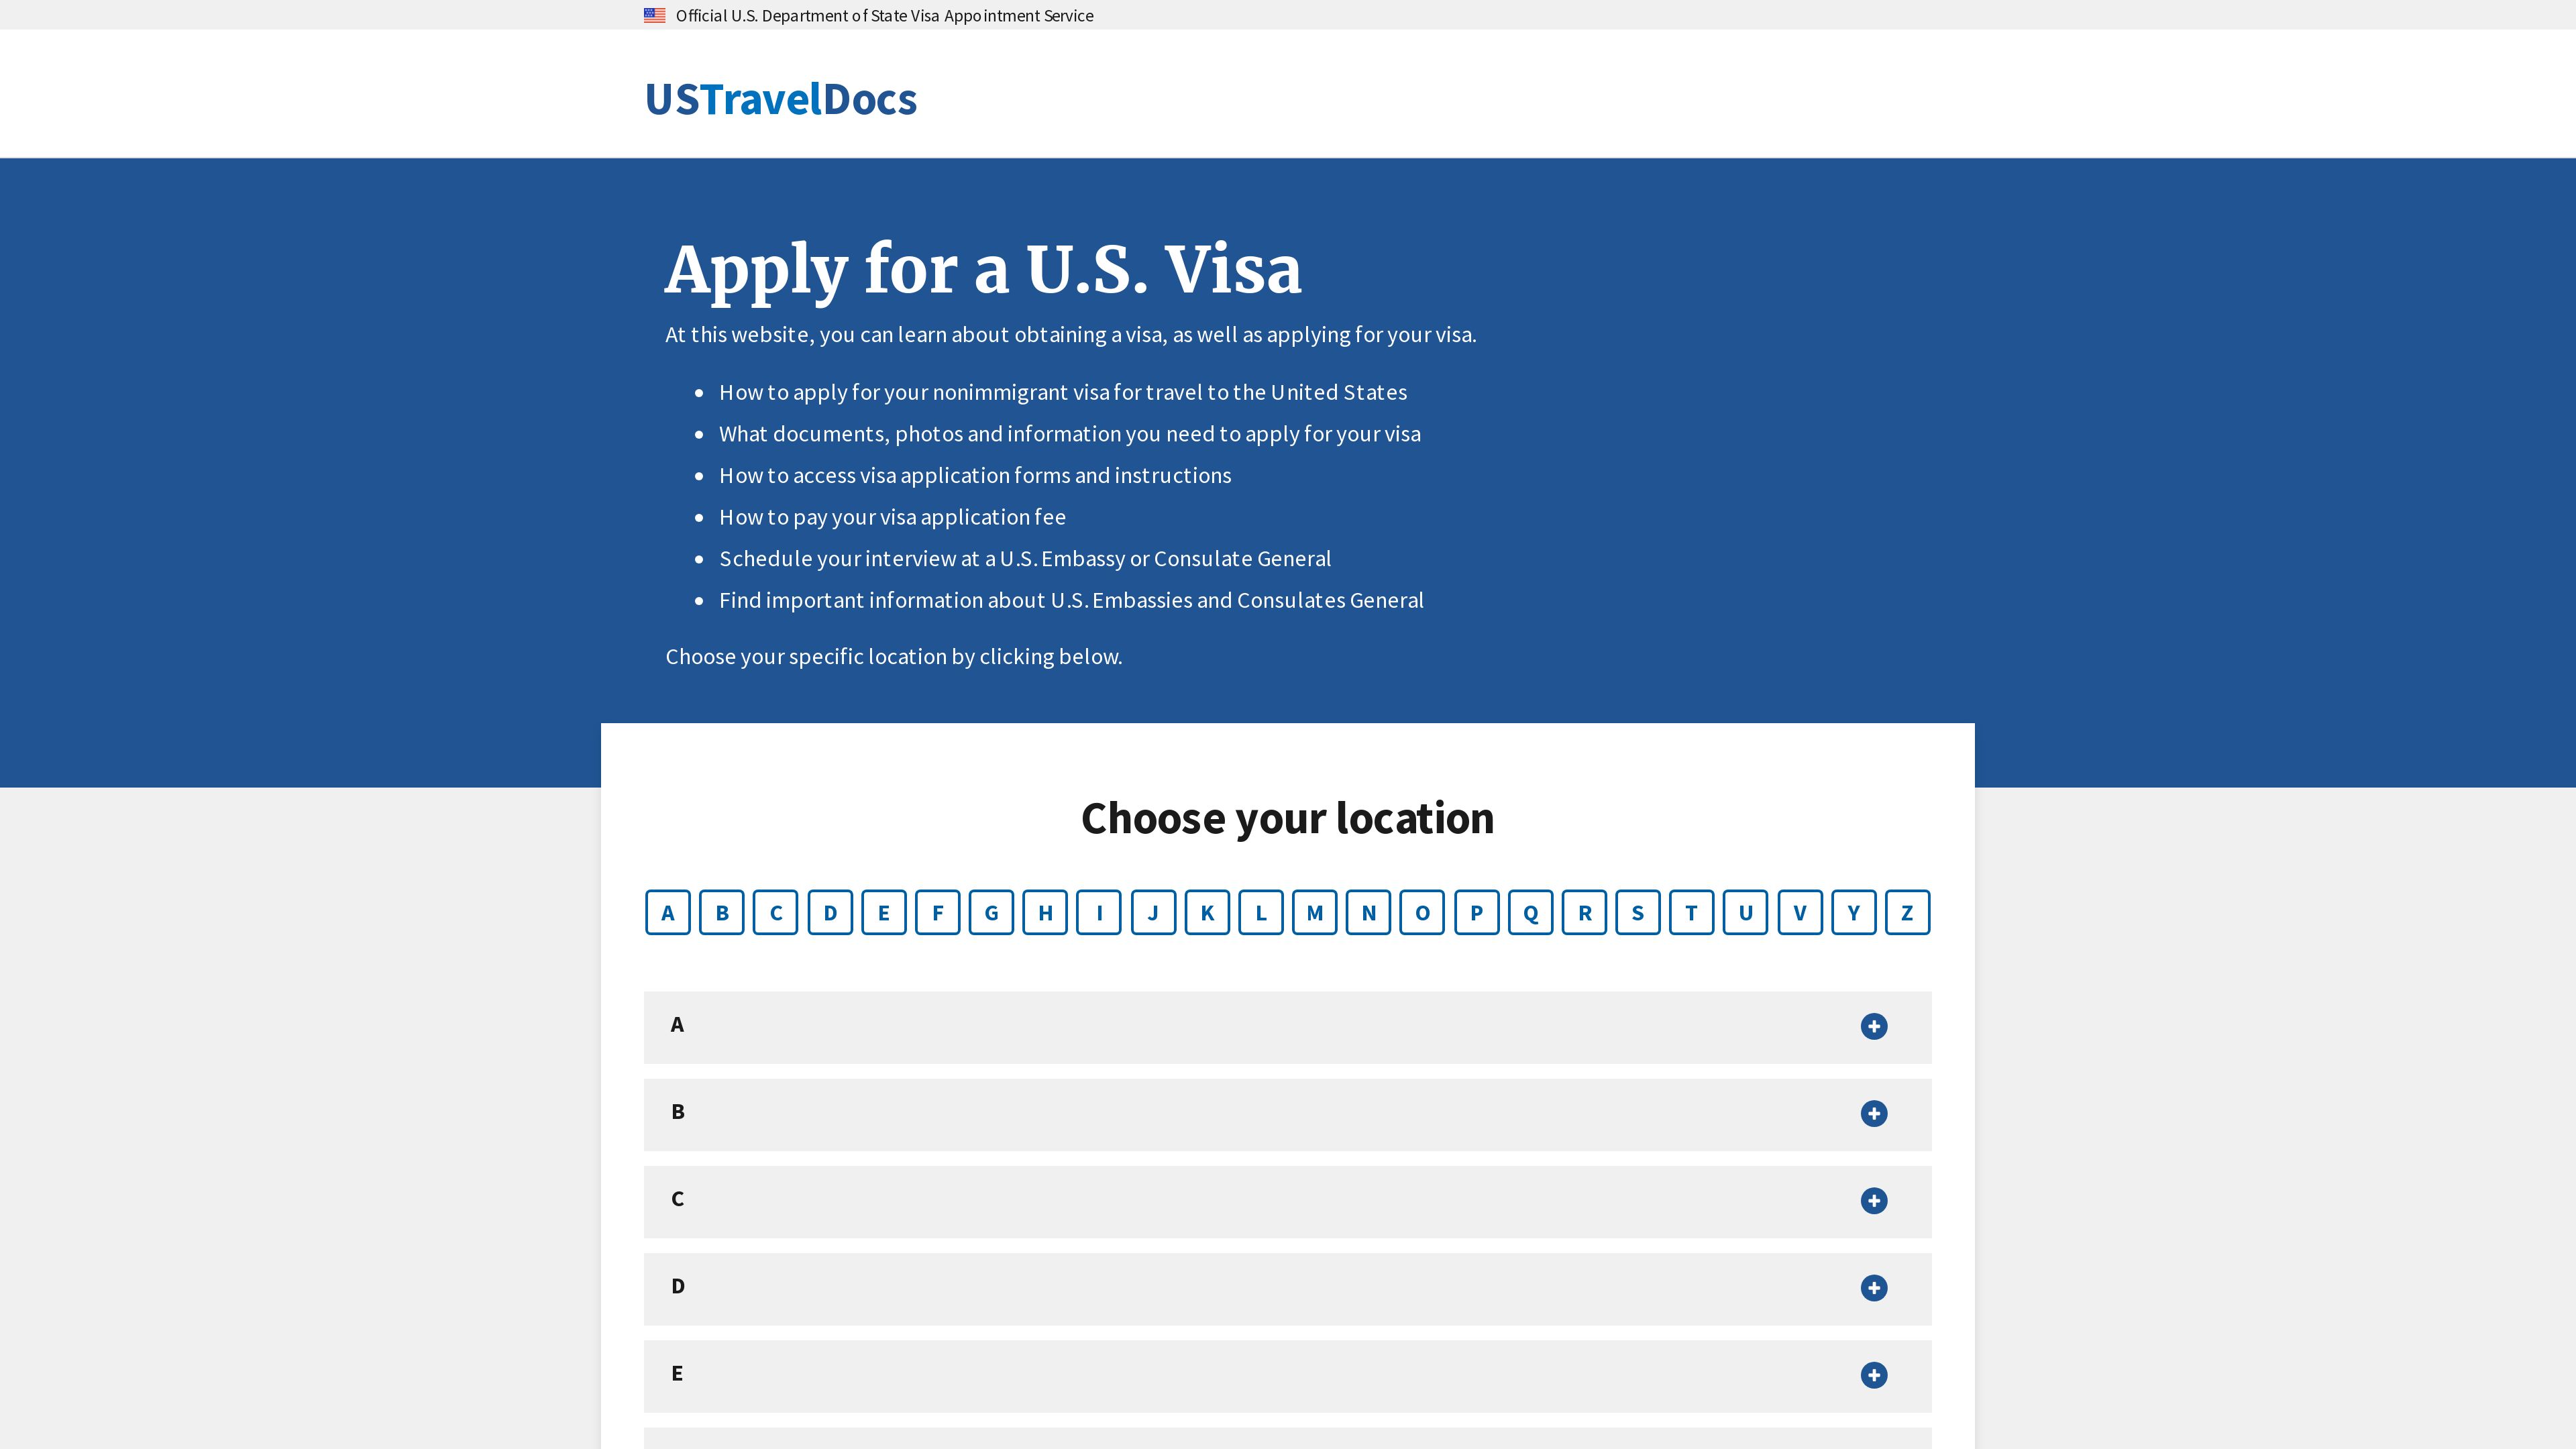 Official U.S. Department of State Visa Appointment Service
USTravelDocs
Apply for a U.S. Visa
At this website, you can learn about obtaining a visa, as well as applying for your visa.
How to apply for your nonimmigrant visa for travel to the United States
What documents, photos and information you need to apply for your visa
How to access visa application forms and instructions
How to pay your visa application fee
Schedule your interview at a U.S. Embassy or Consulate General
Find important information about U.S. Embassies and Consulates General
Choose your specific location by clicking below.
Choose your location
A B C D E F G H I J K L M N O P Q R S T U V Y Z
A
B
C
D
E